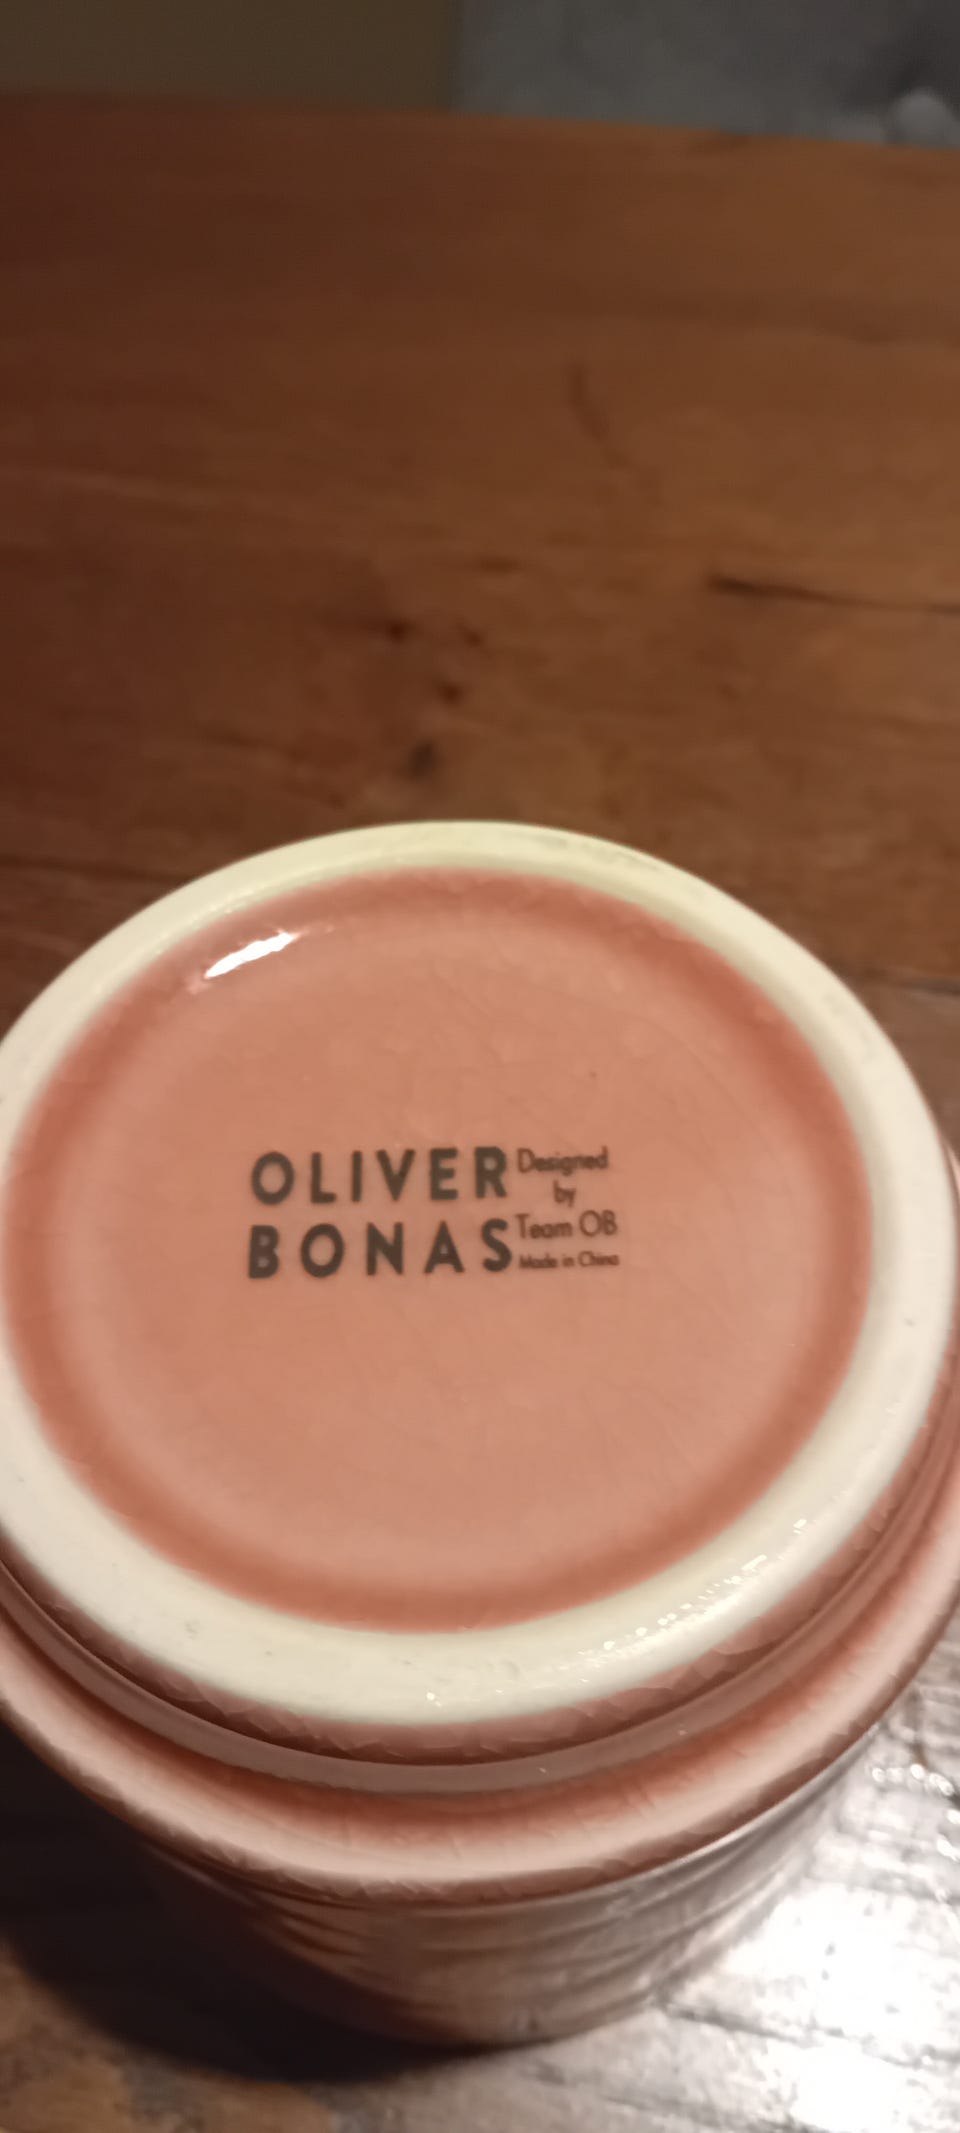 OLIVER
BONAS
Designed
by
Team OB
Made in China